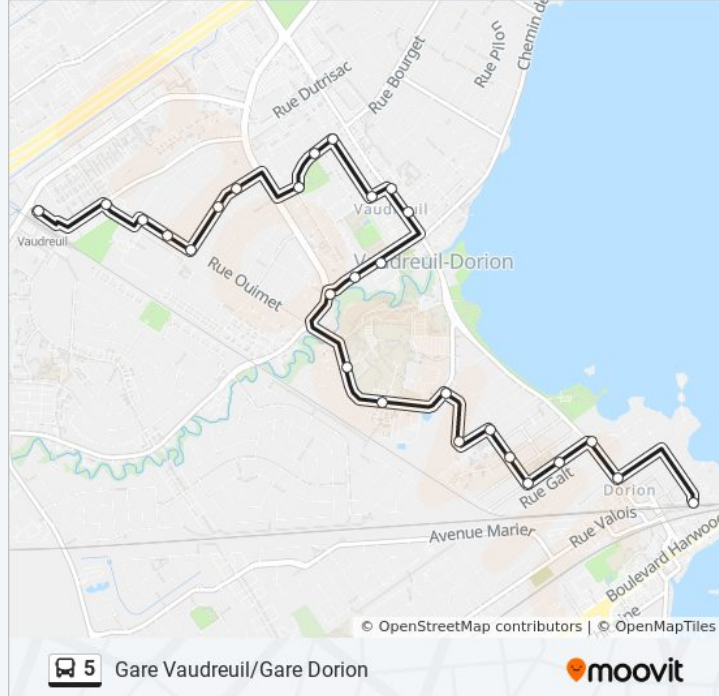 Chemin de
Rue Pilon
Rue Bourget
Rue Dutrisac
Vaudreuil
Vaudreuil
Vaudreuil-Dorion
Rue Ouimet
Rue Galt
Dorion
Rue Valois
Avenue Marier
Boulevard Harwood
© OpenStreetMap contributors | © OpenMapTiles
5 Gare Vaudreuil/Gare Dorion
moovit